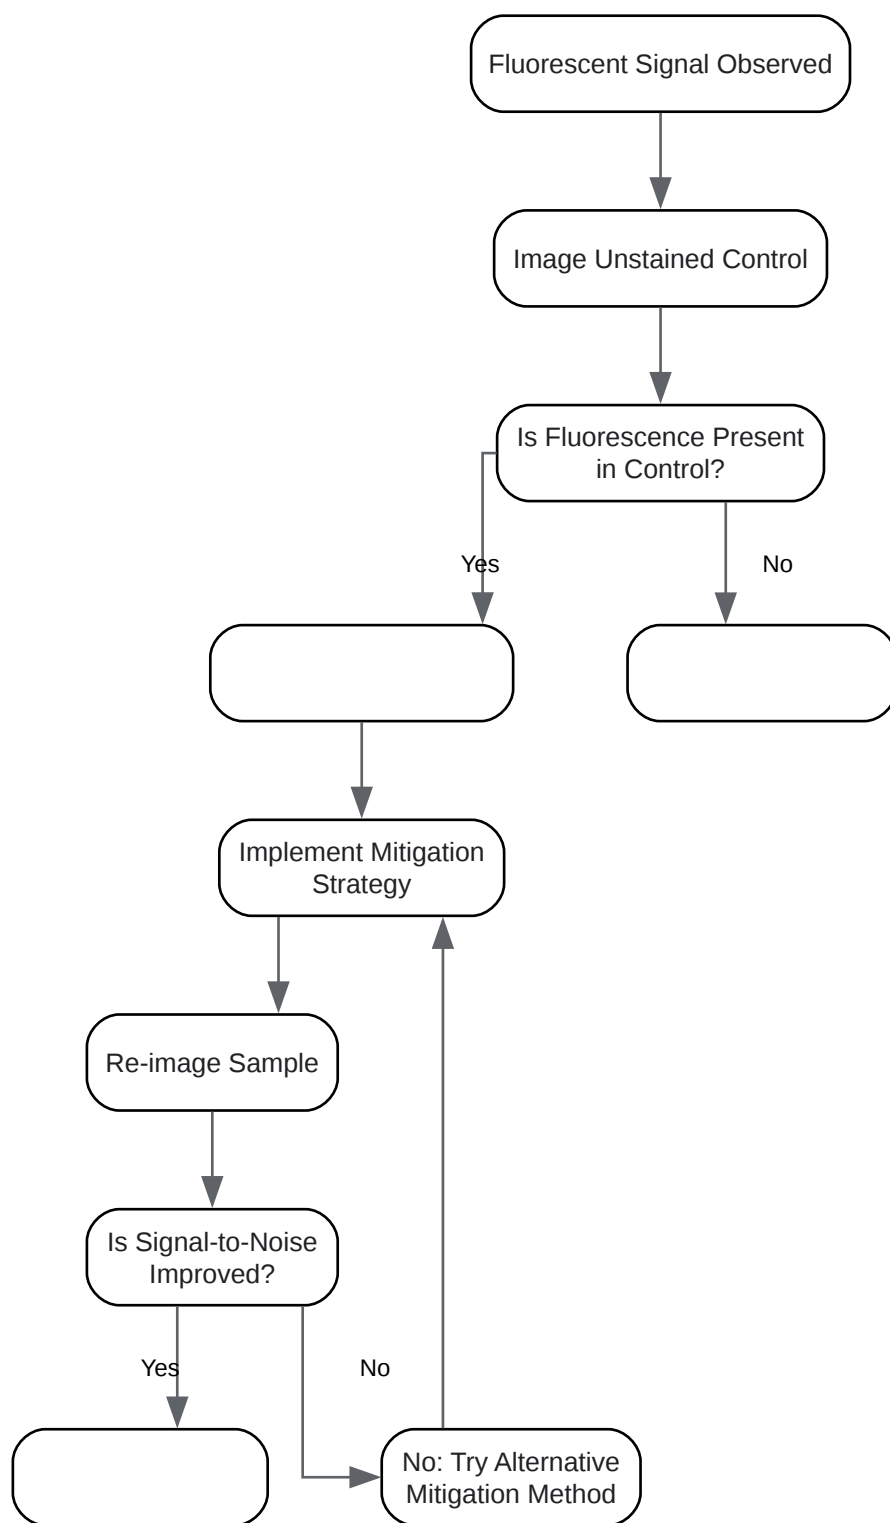 Fluorescent Signal Observed
Image Unstained Control
Is Fluorescence Present
in Control?
Yes
No
Implement Mitigation
Strategy
Re-image Sample
Is Signal-to-Noise
Improved?
Yes
No
No: Try Alternative
Mitigation Method